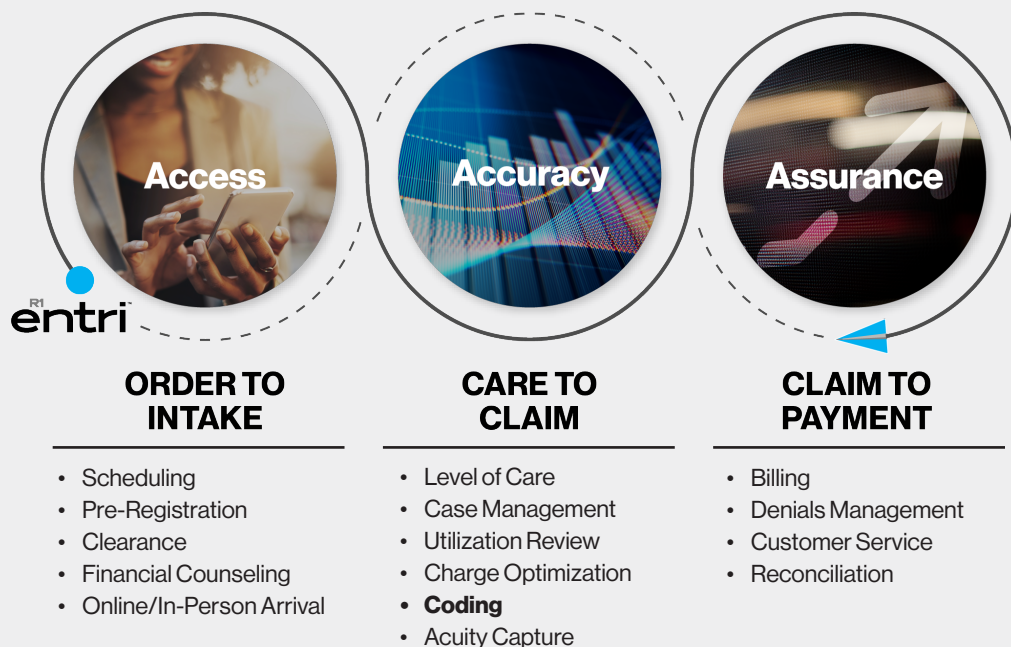 Access
Accuracy
Assurance
R1
entri™
ORDER TO
INTAKE
• Scheduling
• Pre-Registration
• Clearance
• Financial Counseling
• Online/In-Person Arrival
CARE TO
CLAIM
• Level of Care
• Case Management
• Utilization Review
• Charge Optimization
• Coding
• Acuity Capture
CLAIM TO
PAYMENT
• Billing
• Denials Management
• Customer Service
• Reconciliation